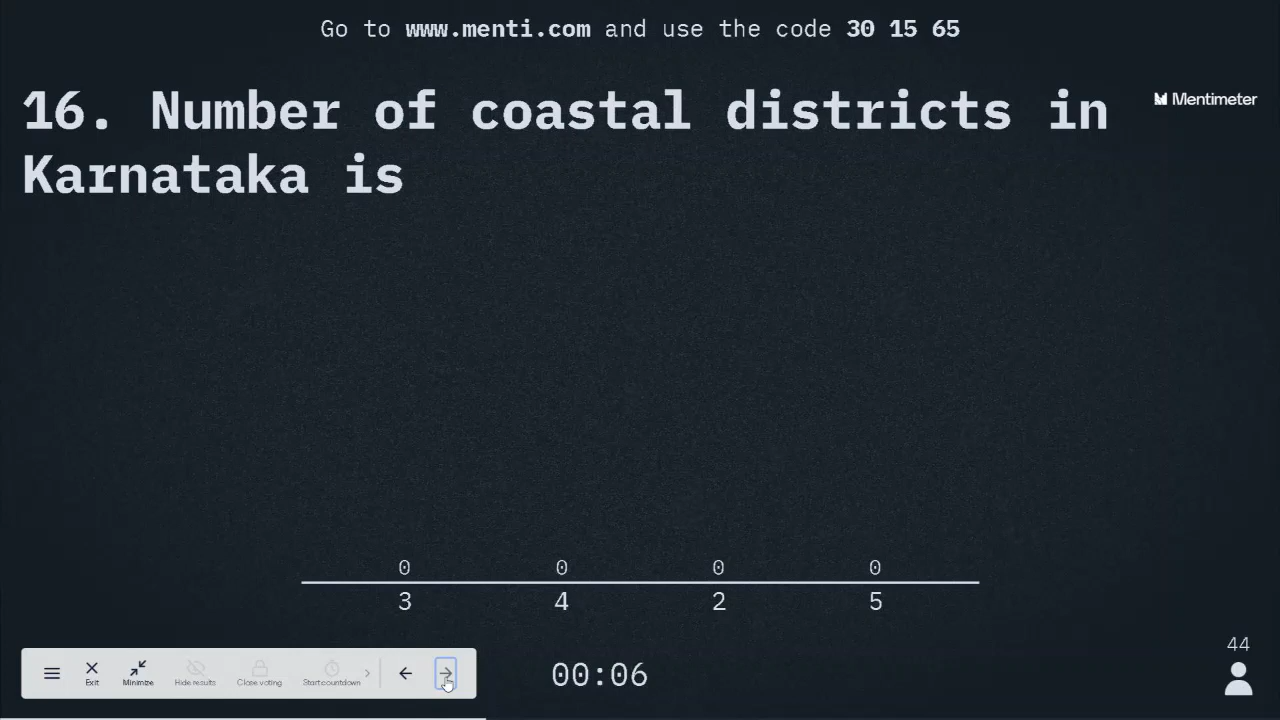 Go to www.menti.com and use the code 30 15 65
16. Number of coastal districts in
Karnataka is
Mentimeter
0 0 0 0
3 4 2 5
44
Exit Minimize Hide results Close voting Start countdown
00:06